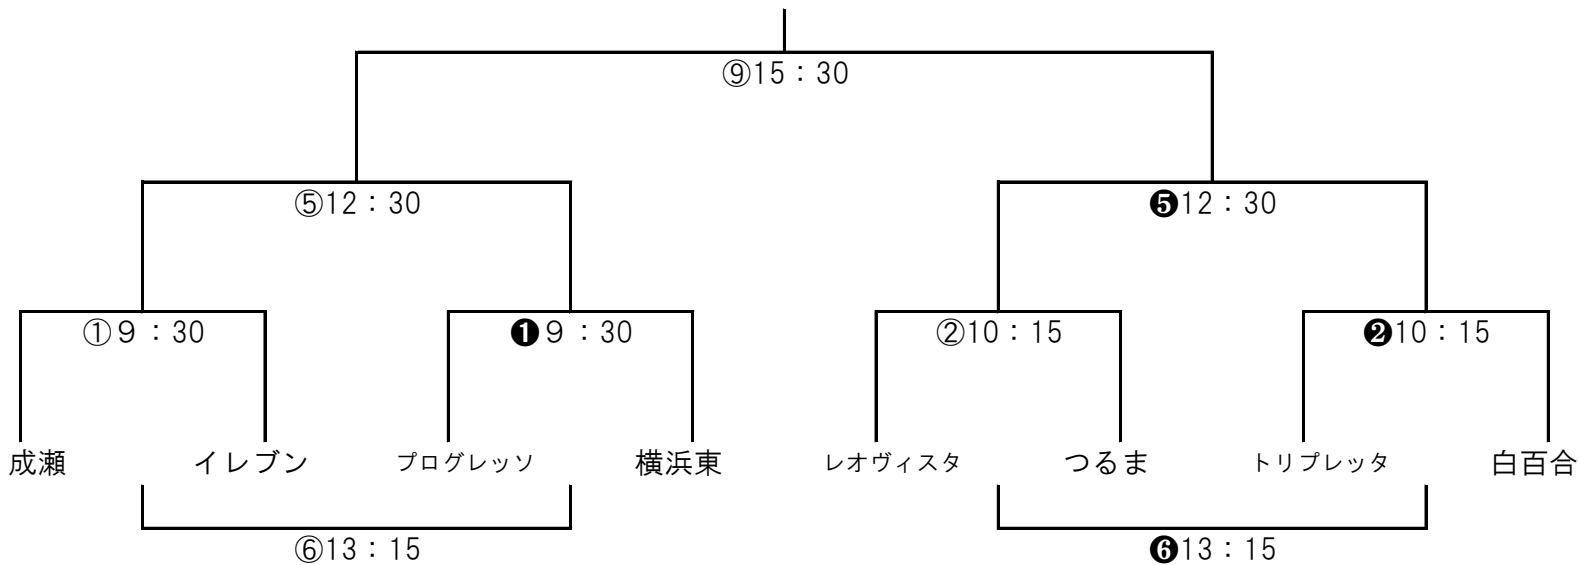 ⑨15：30
⑤12：30
❺12：30
①９：30
❶９：30
②10：15
❷10：15
成瀬
イレブン
プログレッソ
横浜東
レオヴィスタ
つるま
トリプレッタ
白百合
⑥13：15
❻13：15